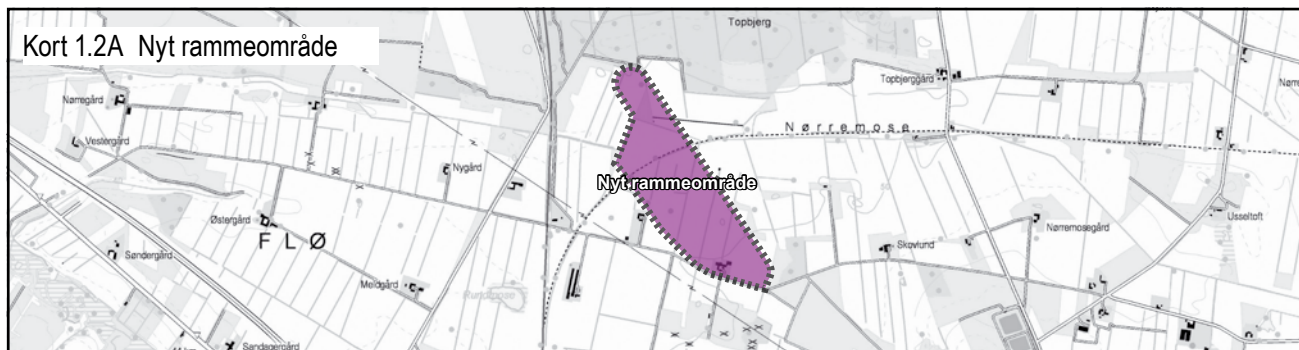 Kort 1.2A Nyt rammeområde
Topbjerg
Topbjerggård
Nørregård
Vestergård
Nørremose
Nygård
Nyt rammeområde
Østergård
FLØ
Usseltoft
Nørremosegård
Skovlund
Søndergård
Meldgård
Sandagergård